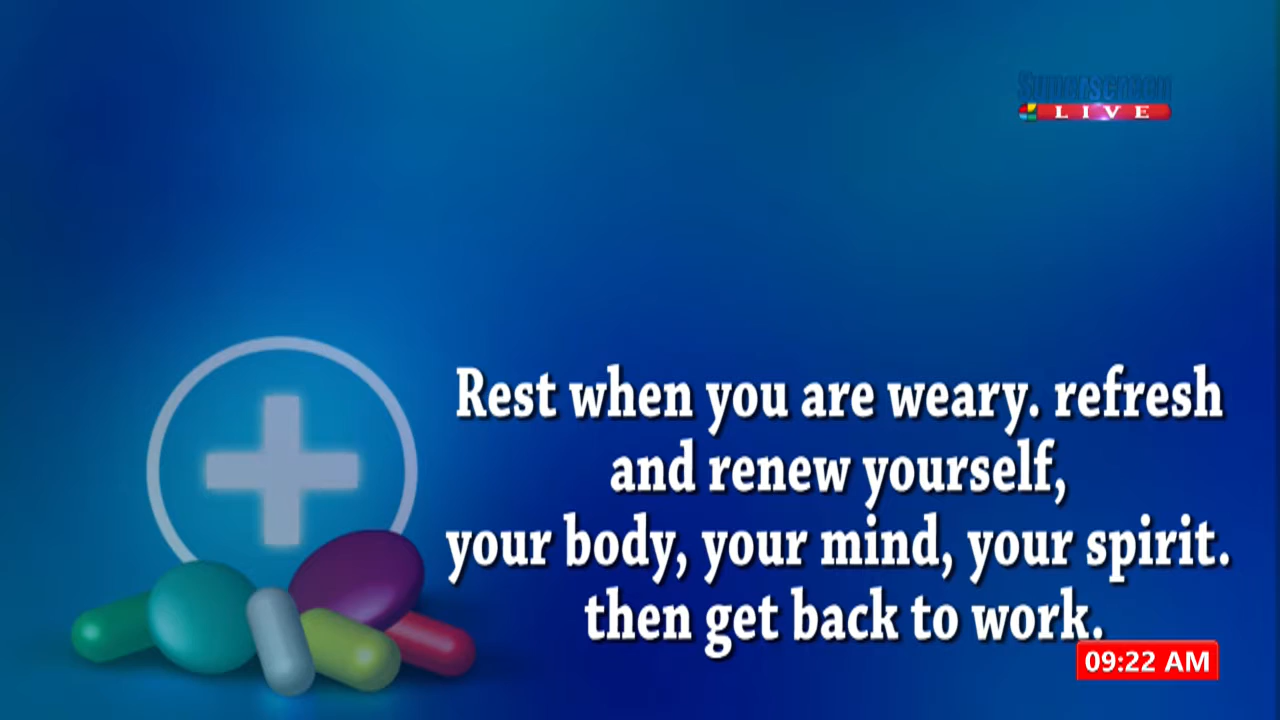 Superscreen
LIVE
Rest when you are weary. refresh
and renew yourself,
your body, your mind, your spirit.
then get back to work.
09:22 AM